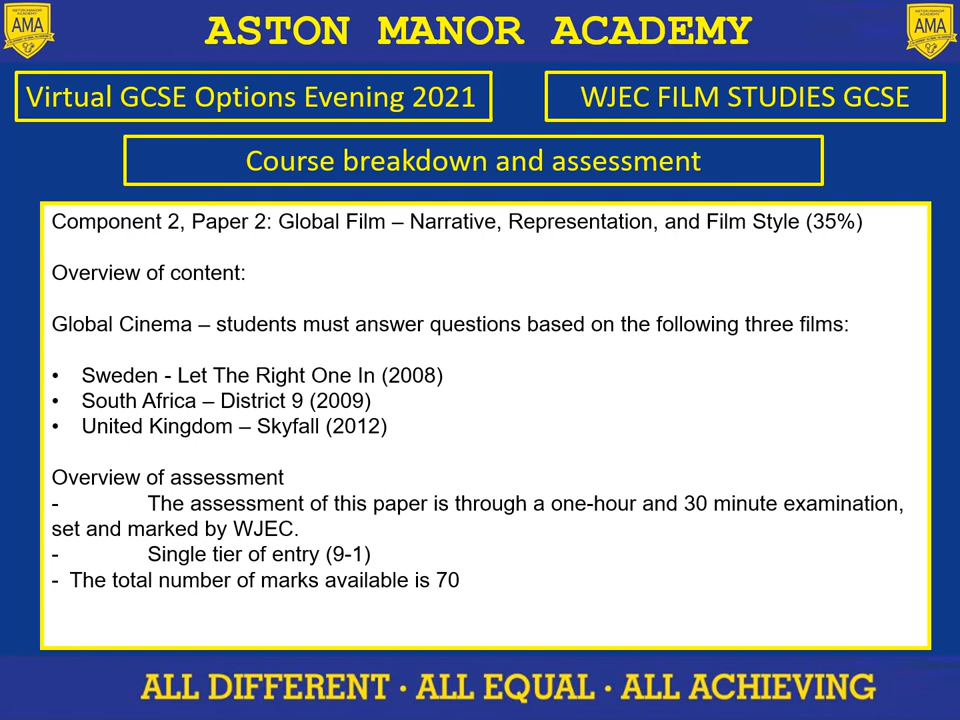 ASTON MANOR ACADEMY
AMA
AMA
Virtual GCSE Options Evening 2021
WJEC FILM STUDIES GCSE
Course breakdown and assessment
Component 2, Paper 2: Global Film – Narrative, Representation, and Film Style (35%)
Overview of content:
Global Cinema – students must answer questions based on the following three films:
• Sweden - Let The Right One In (2008)
• South Africa – District 9 (2009)
• United Kingdom – Skyfall (2012)
Overview of assessment
- The assessment of this paper is through a one-hour and 30 minute examination,
set and marked by WJEC.
- Single tier of entry (9-1)
- The total number of marks available is 70
ALL DIFFERENT · ALL EQUAL · ALL ACHIEVING